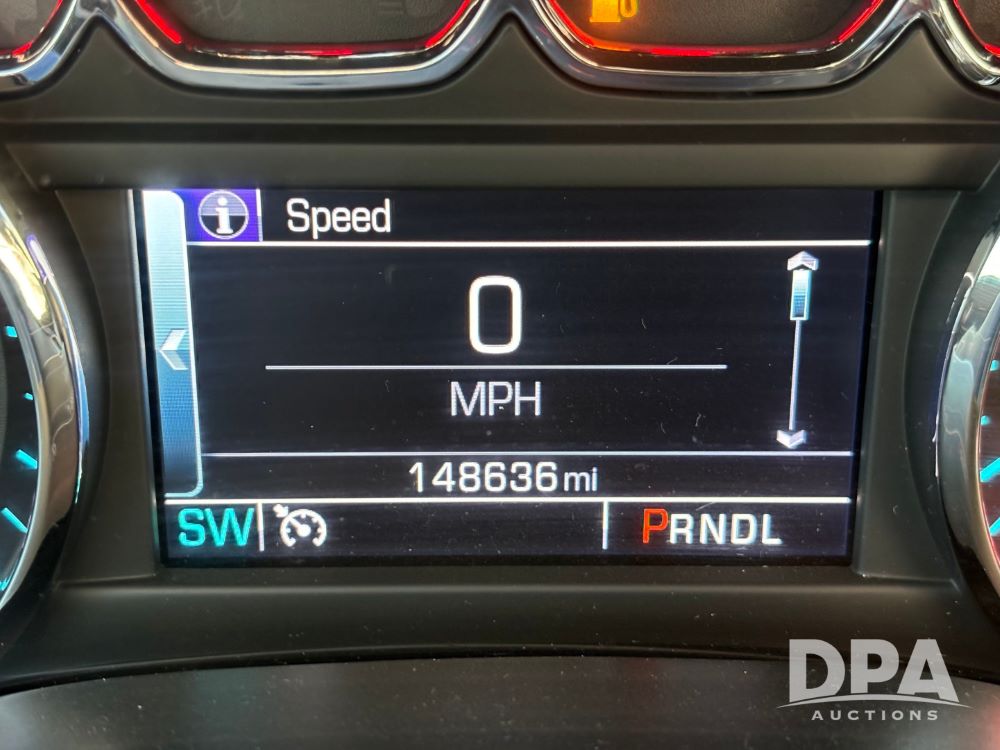 i Speed
0
MPH
148636 mi
SW PRNDL
DPA
AUCTIONS